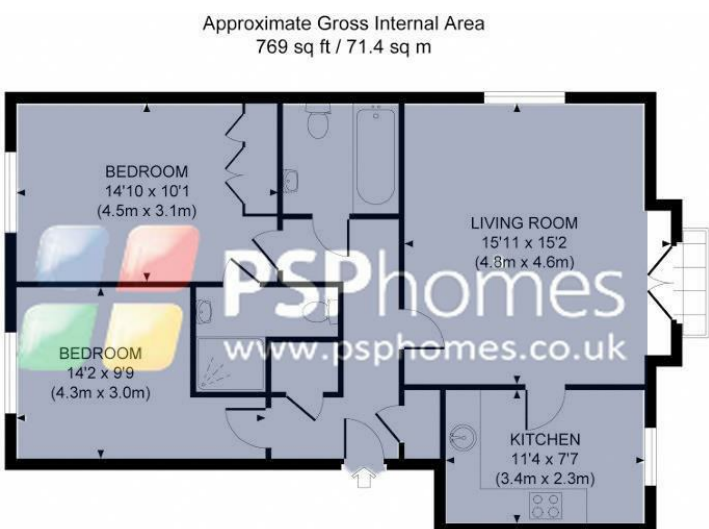 Approximate Gross Internal Area
769 sq ft / 71.4 sq m
BEDROOM
14'10 x 10'1
(4.5m x 3.1m)
LIVING ROOM
15'11 x 15'2
(4.8m x 4.6m)
PSPhomes
www.psphomes.co.uk
BEDROOM
14'2 x 9'9
(4.3m x 3.0m)
KITCHEN
11'4 x 7'7
(3.4m x 2.3m)